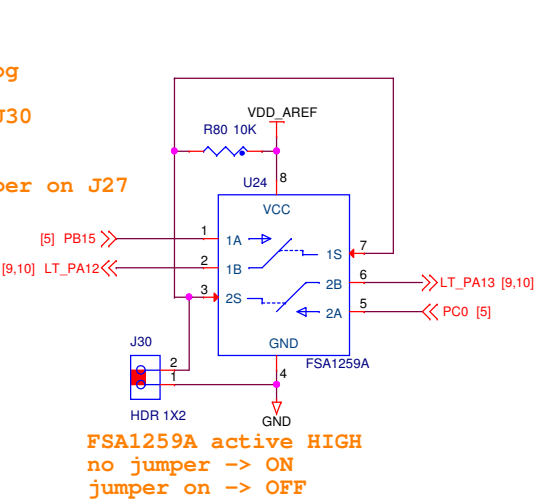 og
J30
per on J27
VDD_AREF
R80 10K
U24
8
VCC
[5] PB15
1
1A
1S
7
[9,10] LT_PA12
2
1B
2B
6
LT_PA13 [9,10]
3
2S
2A
5
PC0 [5]
J30
2
1
GND
4
FSA1259A
HDR 1X2
GND
FSA1259A active HIGH
no jumper -> ON
jumper on -> OFF